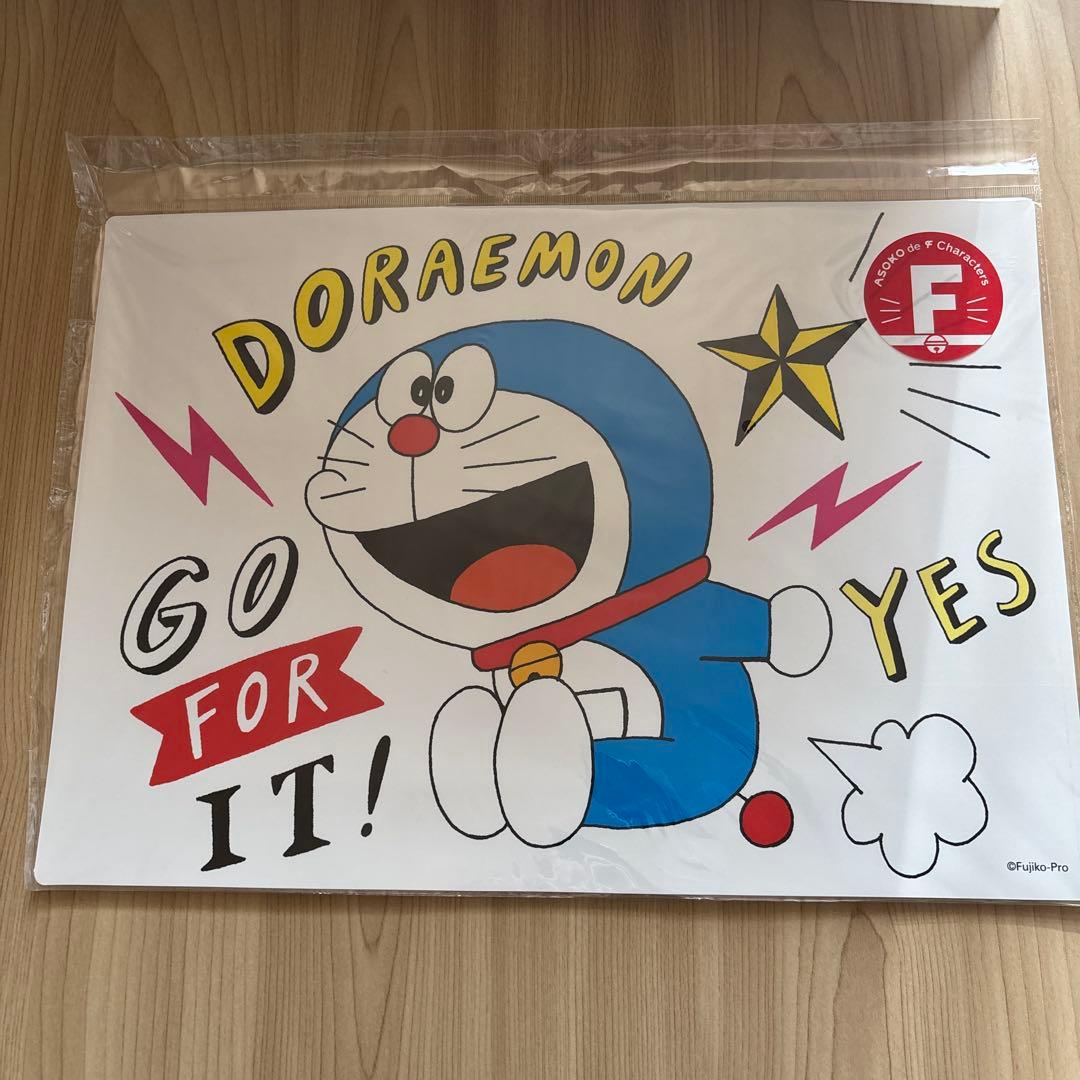 DORAEMON
ASOKO de F Characters
F
GO
FOR
IT!
YES
©Fujiko-Pro